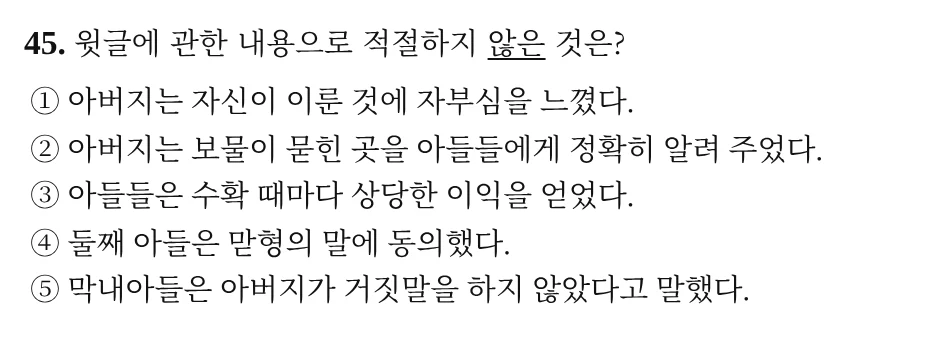 45. 윗글에 관한 내용으로 적절하지 않은 것은?
① 아버지는 자신이 이룬 것에 자부심을 느꼈다.
② 아버지는 보물이 묻힌 곳을 아들들에게 정확히 알려 주었다.
③ 아들들은 수확 때마다 상당한 이익을 얻었다.
④ 둘째 아들은 맏형의 말에 동의했다.
⑤ 막내아들은 아버지가 거짓말을 하지 않았다고 말했다.